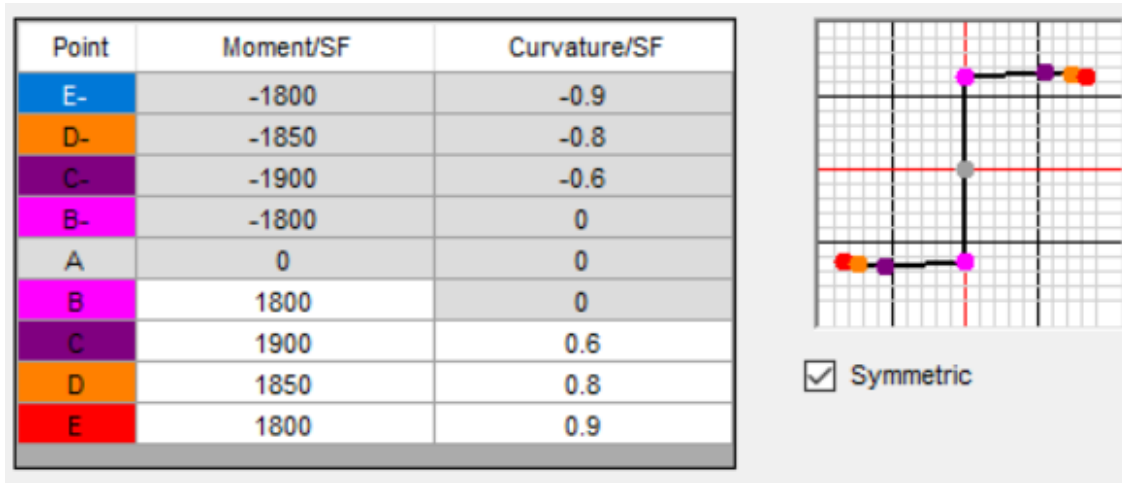 Point Moment/SF Curvature/SF
E- -1800 -0.9
D- -1850 -0.8
C- -1900 -0.6
B- -1800 0
A 0 0
B 1800 0
C 1900 0.6
D 1850 0.8
E 1800 0.9
Symmetric